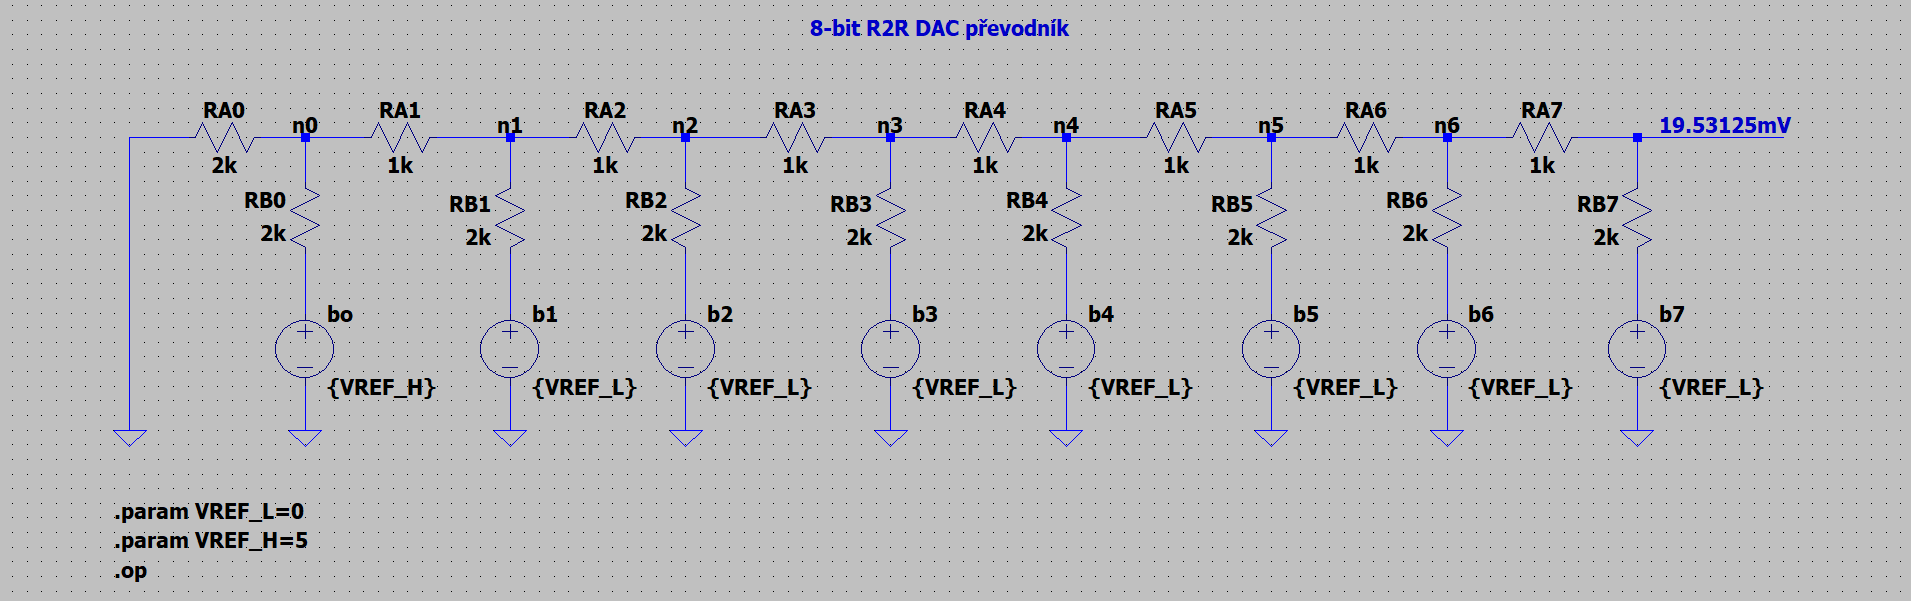 8-bit R2R DAC převodník
RA0 RA1 RA2 RA3 RA4 RA5 RA6 RA7
n0 n1 n2 n3 n4 n5 n6 19.53125mV
2k 1k 1k 1k 1k 1k 1k 1k
RB0 RB1 RB2 RB3 RB4 RB5 RB6 RB7
2k 2k 2k 2k 2k 2k 2k 2k
bo b1 b2 b3 b4 b5 b6 b7
{VREF_H} {VREF_L} {VREF_L} {VREF_L} {VREF_L} {VREF_L} {VREF_L} {VREF_L}
.param VREF_L=0
.param VREF_H=5
.op